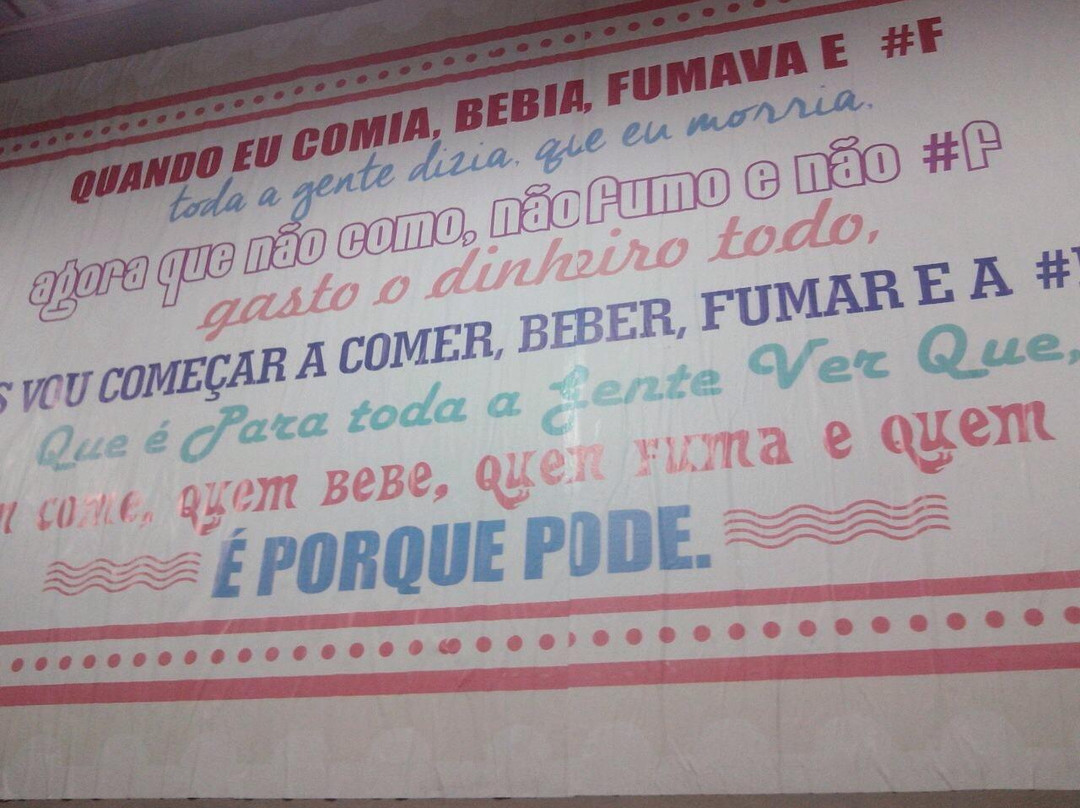 QUANDO EU COMIA, BEBIA, FUMAVA E #F
toda a gente dizia. que eu morria.
agora que não como, não fumo e não #F
gasto o dinheiro todo,
S VOU COMEÇAR A COMER, BEBER, FUMAR E A #
Que é Para toda a Gente Ver Que,
m come, quem BEBE, quem fuma e quem
É PORQUE PODE.